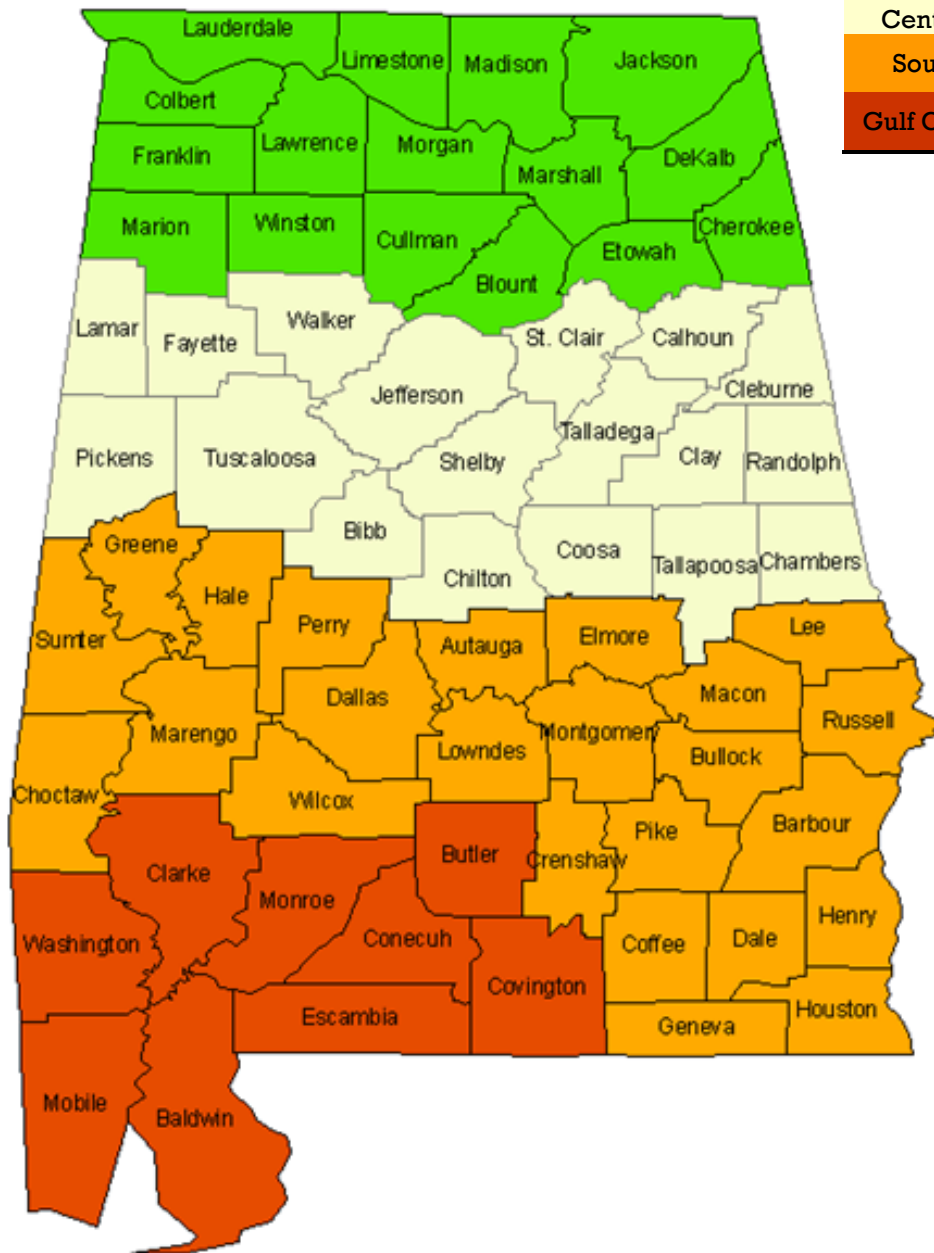 Cent
Sou
Gulf C
Lauderdale
Limestone
Madison
Jackson
Colbert
Lawrence
Morgan
Franklin
Marshall
DeKalb
Marion
Winston
Cullman
Cherokee
Etowah
Blount
Lamar
Fayette
Walker
St. Clair
Calhoun
Jefferson
Cleburne
Talladega
Pickens
Tuscaloosa
Shelby
Clay
Randolph
Bibb
Coosa
Chilton
Tallapoosa
Chambers
Greene
Hale
Sumter
Perry
Autauga
Elmore
Lee
Dallas
Macon
Marengo
Lowndes
Montgomery
Russell
Bullock
Choctaw
Wilcox
Pike
Barbour
Clarke
Butler
Crenshaw
Monroe
Henry
Washington
Conecuh
Coffee
Dale
Covington
Escambia
Geneva
Houston
Mobile
Baldwin